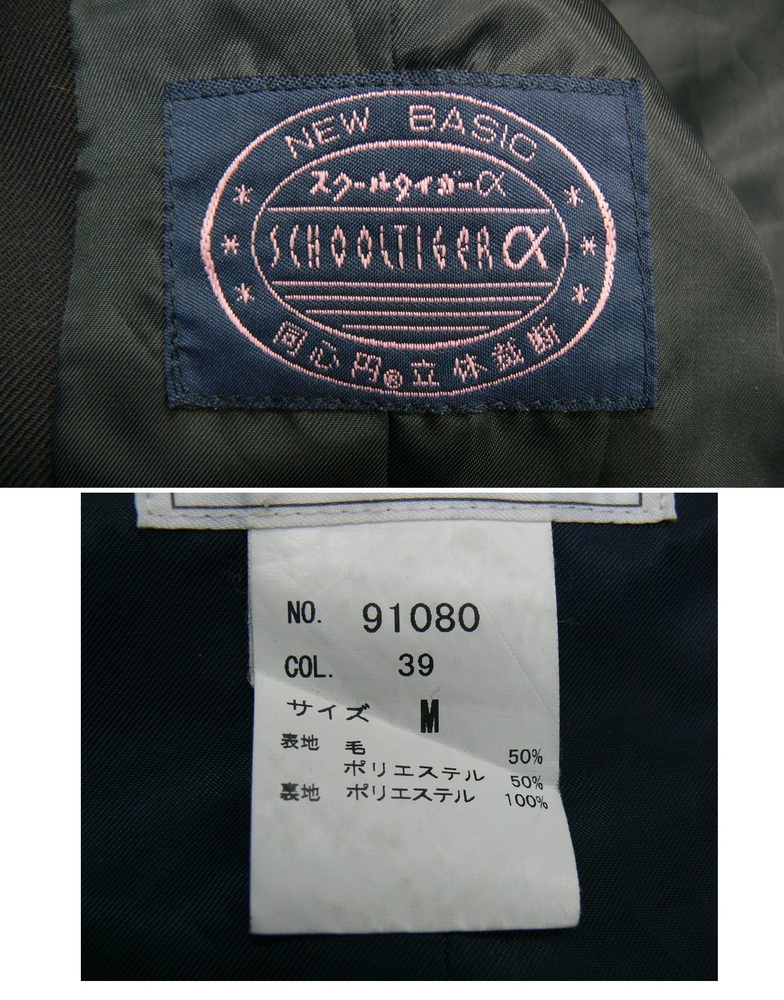 NEW BASIC
スクールタイガーα
SCHOOLTIGER α
同心円® 立体裁断
NO. 91080
COL. 39
サイズ M
表地 毛 50%
ポリエステル 50%
裏地 ポリエステル 100%